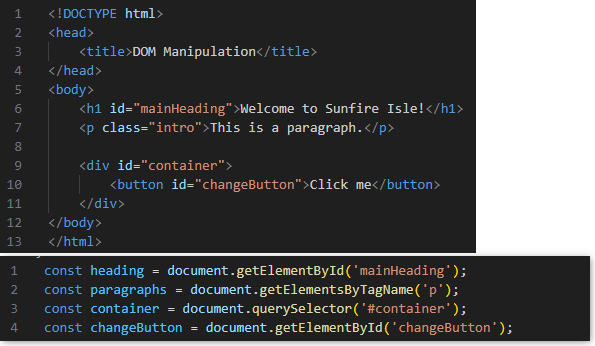 1 <!DOCTYPE html>
2 <head>
3     <title>DOM Manipulation</title>
4 </head>
5 <body>
6     <h1 id="mainHeading">Welcome to Sunfire Isle!</h1>
7     <p class="intro">This is a paragraph.</p>
8
9     <div id="container">
10         <button id="changeButton">Click me</button>
11     </div>
12 </body>
13 </html>
1 const heading = document.getElementById('mainHeading');
2 const paragraphs = document.getElementsByTagName('p');
3 const container = document.querySelector('#container');
4 const changeButton = document.getElementById('changeButton');